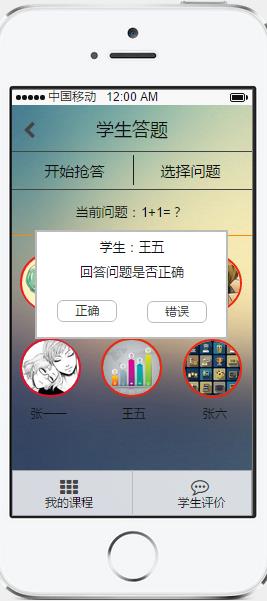 中国移动 12:00 AM
学生答题
开始抢答 选择问题
当前问题：1+1=？
学生：王五
回答问题是否正确
正确 错误
张一一 王五 张六
我的课程 学生评价